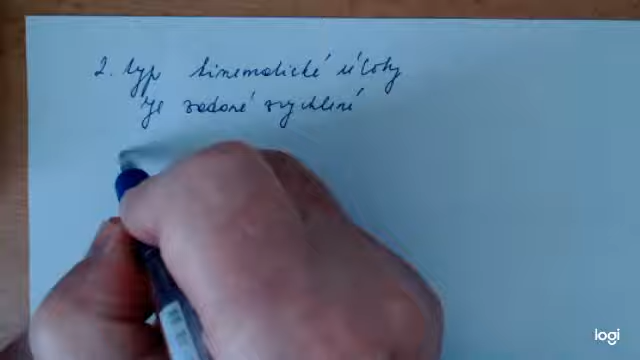 2. typ kinematické úlohy
je zadané zrychlení
logi